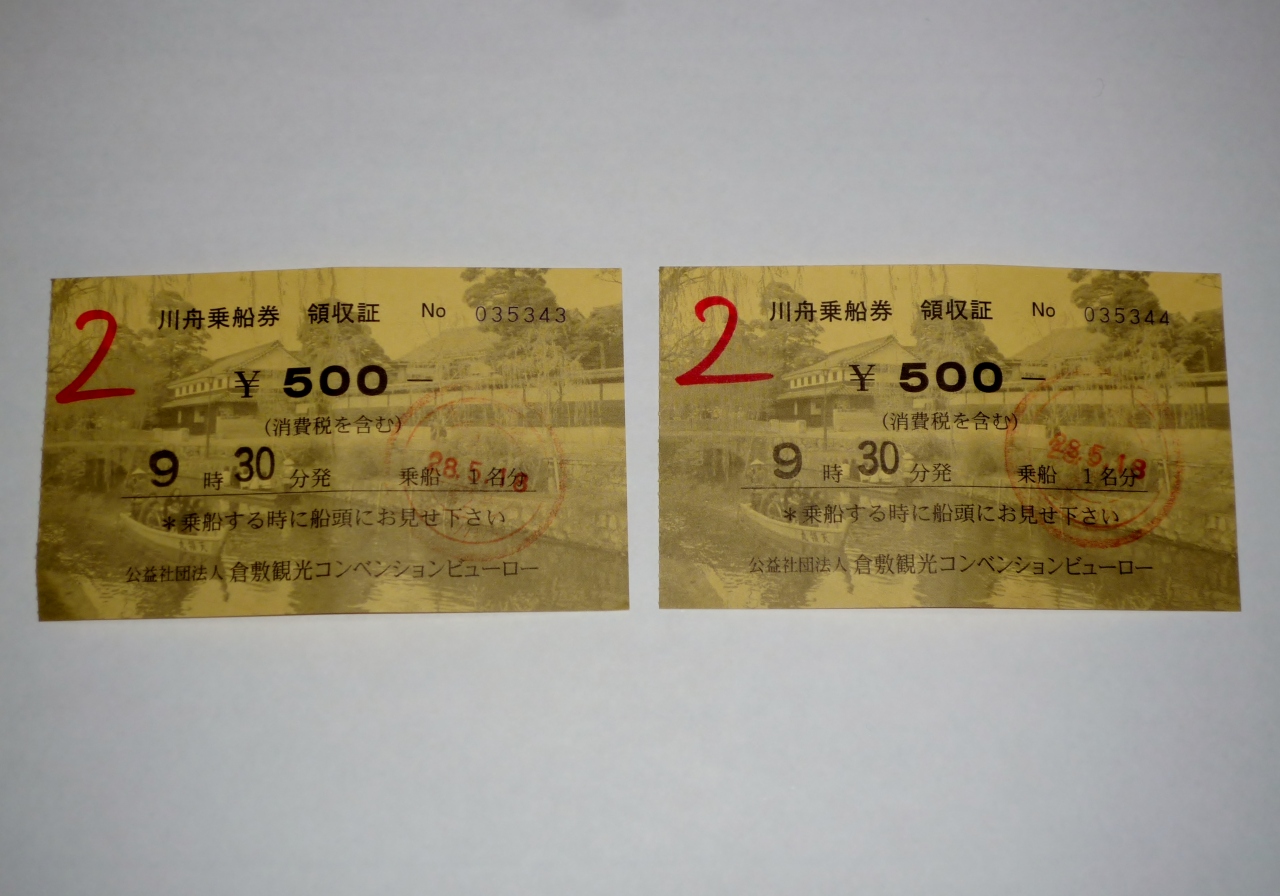 2
川舟乗船券 領収証 No 035343
¥ 500 —
(消費税を含む)
9 時 30 分発 乗船 1名分
28.5.18
＊乗船する時に船頭にお見せ下さい
公益社団法人 倉敷観光コンベンションビューロー
2
川舟乗船券 領収証 No 035344
¥ 500 —
(消費税を含む)
9 時 30 分発 乗船 1名分
28.5.18
＊乗船する時に船頭にお見せ下さい
公益社団法人 倉敷観光コンベンションビューロー